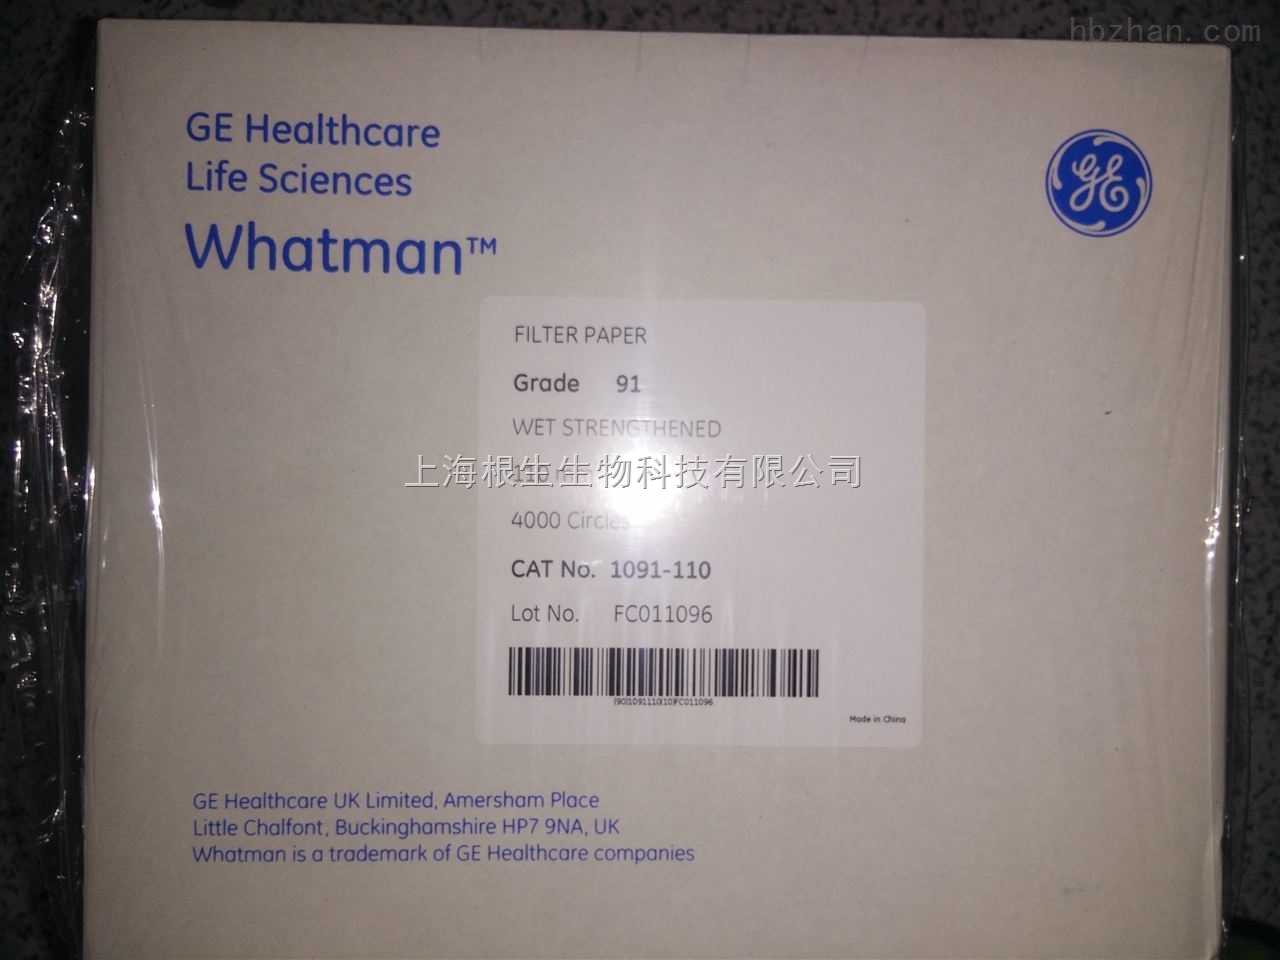 hbzhan.com
GE Healthcare
Life Sciences
Whatman™
GE
FILTER PAPER
Grade 91
WET STRENGTHENED
上海根生生物科技有限公司
4000 Circles
CAT No. 1091-110
Lot No. FC011096
(90)1091110(10)FC011096
Made in China
GE Healthcare UK Limited, Amersham Place
Little Chalfont, Buckinghamshire HP7 9NA, UK
Whatman is a trademark of GE Healthcare companies